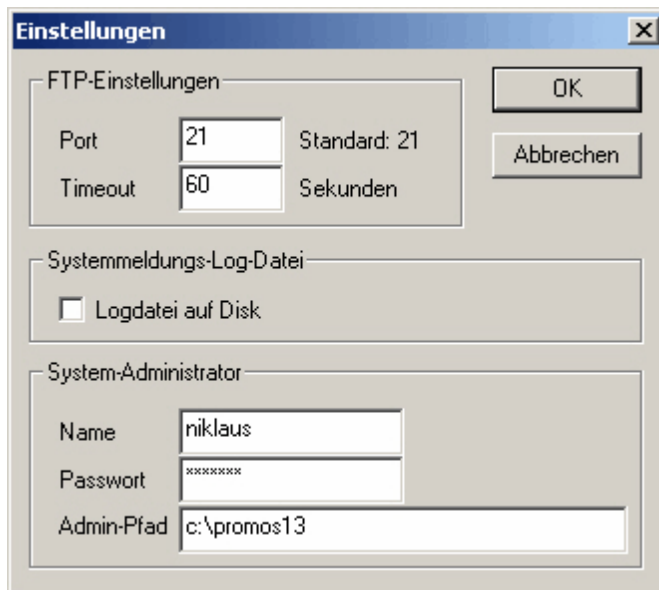 Einstellungen
FTP-Einstellungen
Port 21 Standard: 21
Timeout 60 Sekunden
OK
Abbrechen
Systemmeldungs-Log-Datei
Logdatei auf Disk
System-Administrator
Name niklaus
Passwort *******
Admin-Pfad c:\promos13